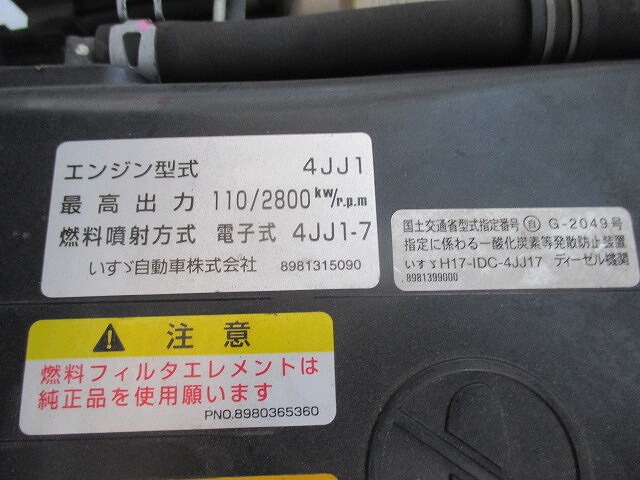 エンジン型式 4JJ1
最高出力 110/2800kw/r.p.m
燃料噴射方式 電子式 4JJ1-7
いすゞ自動車株式会社 8981315090
国土交通省型式指定番号 自 G-2049号
指定に係わる一酸化炭素等発散防止装置
いすゞH17-IDC-4JJ17 ディーゼル機関
8981399000
注意
燃料フィルタエレメントは
純正品を使用願います
PNO.8980365360